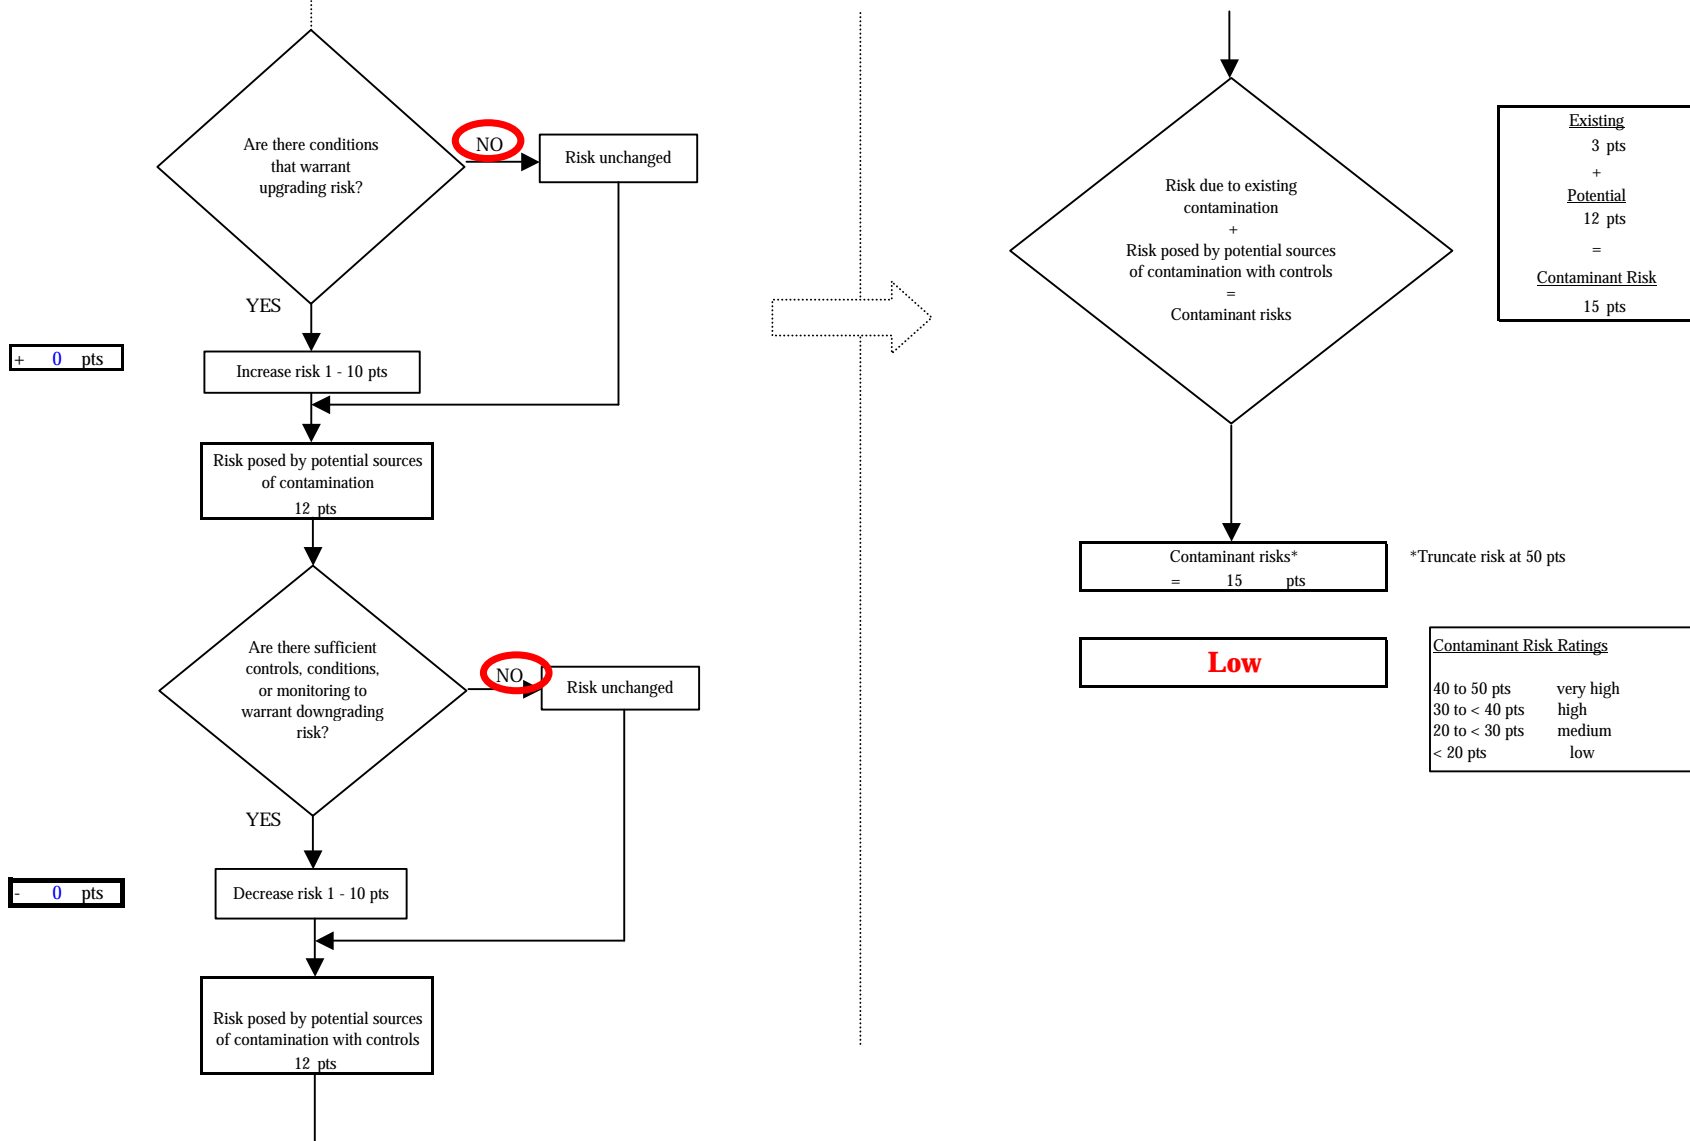 Are there conditions
that warrant
upgrading risk?
NO
Risk unchanged
YES
+ 0 pts
Increase risk 1 - 10 pts
Risk posed by potential sources
of contamination
12 pts
Are there sufficient
controls, conditions,
or monitoring to
warrant downgrading
risk?
NO
Risk unchanged
YES
- 0 pts
Decrease risk 1 - 10 pts
Risk posed by potential sources
of contamination with controls
12 pts
Risk due to existing
contamination
+
Risk posed by potential sources
of contamination with controls
=
Contaminant risks
Existing
3 pts
+
Potential
12 pts
=
Contaminant Risk
15 pts
Contaminant risks*
= 15 pts
*Truncate risk at 50 pts
Low
Contaminant Risk Ratings
40 to 50 pts very high
30 to < 40 pts high
20 to < 30 pts medium
< 20 pts low